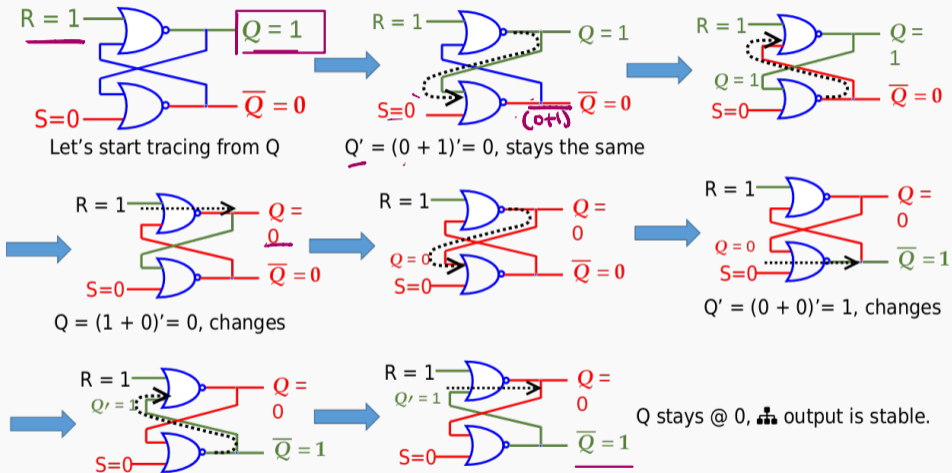 R = 1
Q = 1
S=0
Q = 0
Let's start tracing from Q
R = 1
Q = 1
S=0
Q = 0
(0+1)
Q' = (0 + 1)'= 0, stays the same
R = 1
Q =
1
Q = 1
S=0
Q = 0
R = 1
Q =
0
S=0
Q = 0
Q = (1 + 0)'= 0, changes
R = 1
Q =
0
Q = 0
S=0
Q = 0
R = 1
Q =
0
Q = 0
S=0
Q = 1
Q' = (0 + 0)'= 1, changes
R = 1
Q =
0
Q' = 1
S=0
Q = 1
R = 1
Q =
0
Q' = 1
S=0
Q = 1
Q stays @ 0, output is stable.